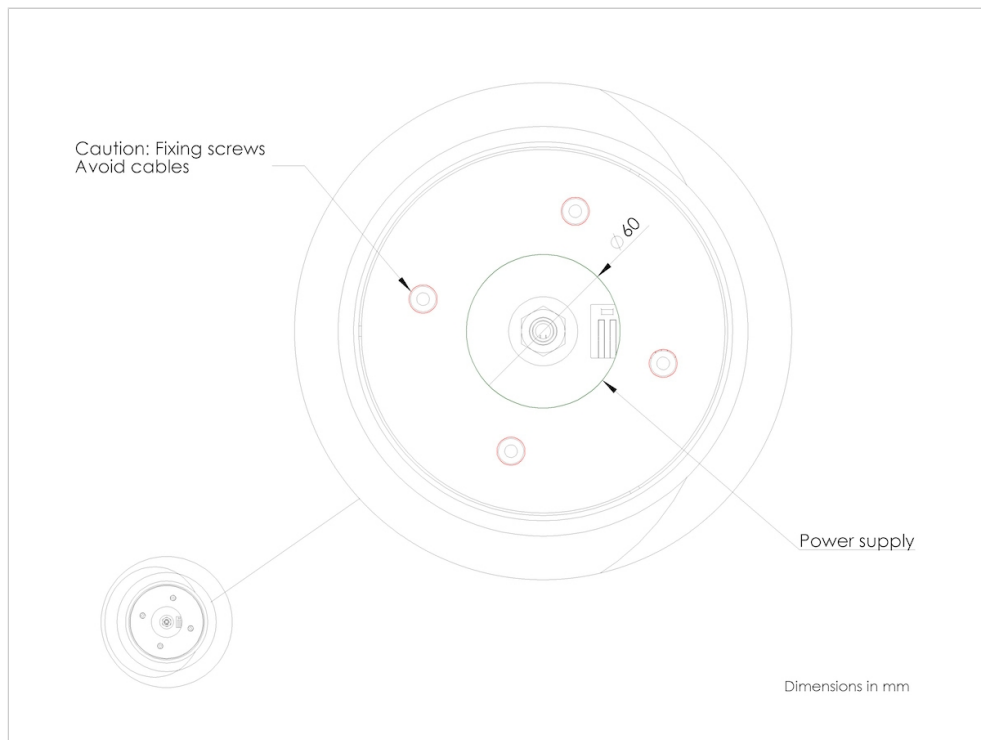 Caution: Fixing screws
Avoid cables
∅ 60
Power supply
Dimensions in mm